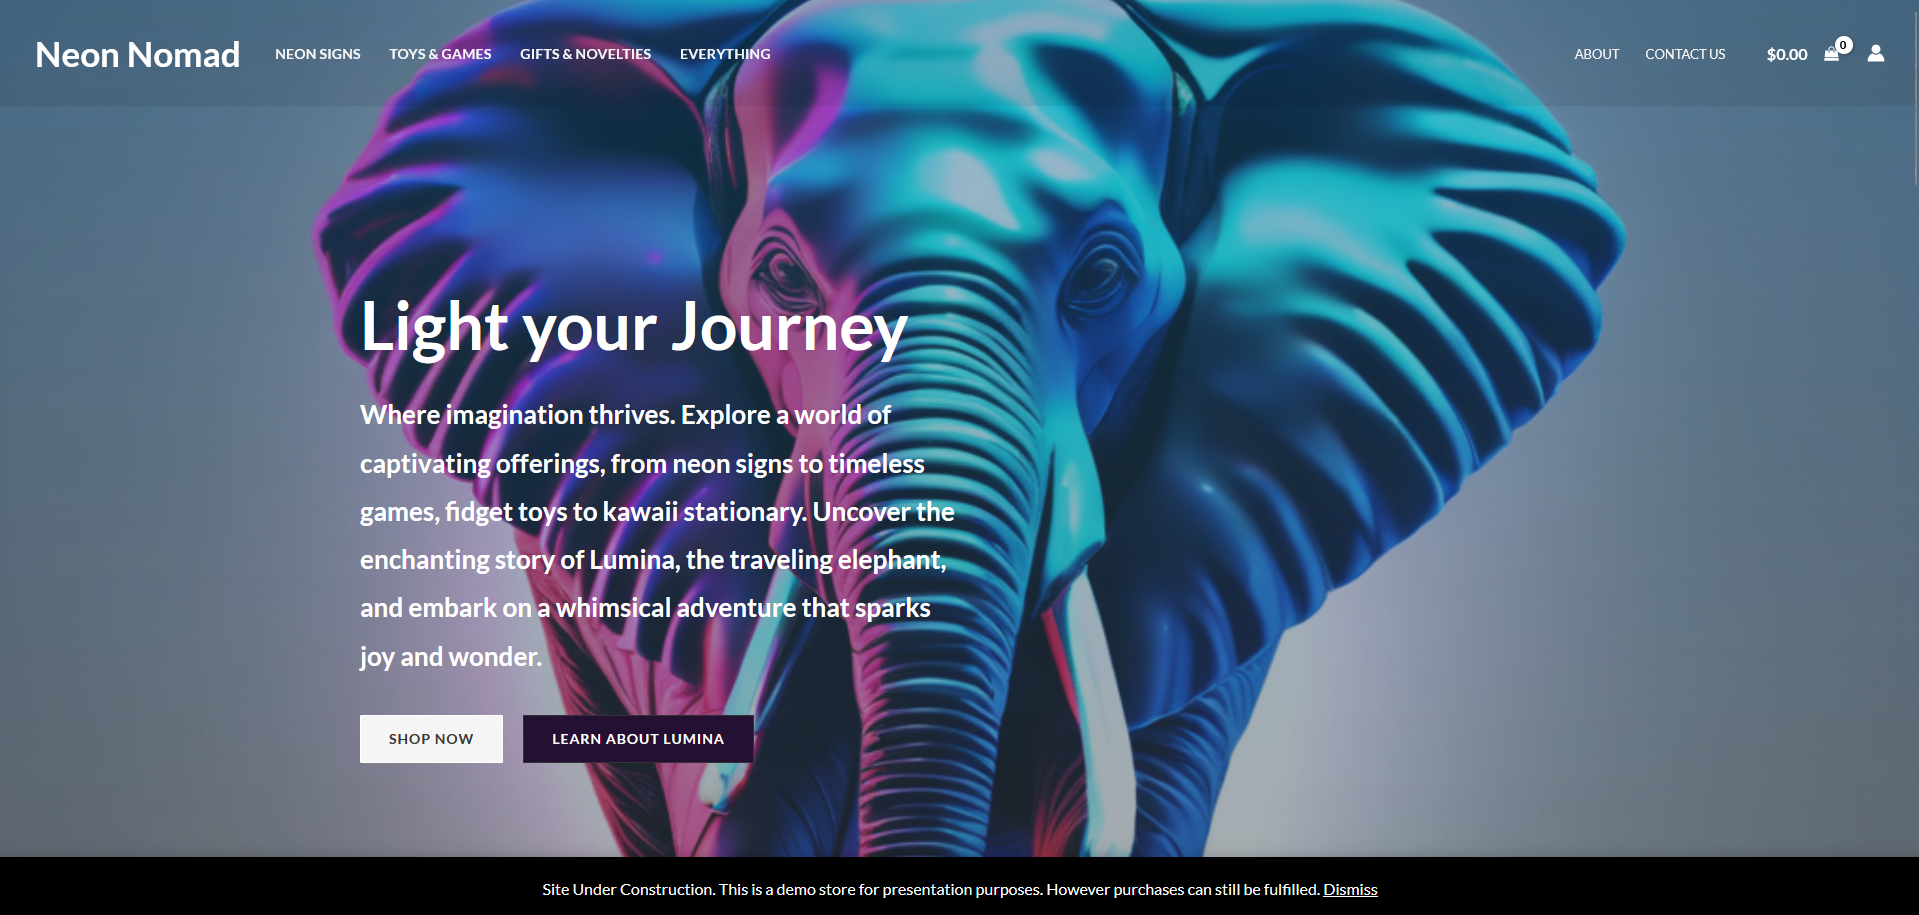 Neon Nomad
NEON SIGNS TOYS & GAMES GIFTS & NOVELTIES EVERYTHING
ABOUT CONTACT US $0.00 0
Light your Journey
Where imagination thrives. Explore a world of
captivating offerings, from neon signs to timeless
games, fidget toys to kawaii stationary. Uncover the
enchanting story of Lumina, the traveling elephant,
and embark on a whimsical adventure that sparks
joy and wonder.
SHOP NOW LEARN ABOUT LUMINA
Site Under Construction. This is a demo store for presentation purposes. However purchases can still be fulfilled. Dismiss